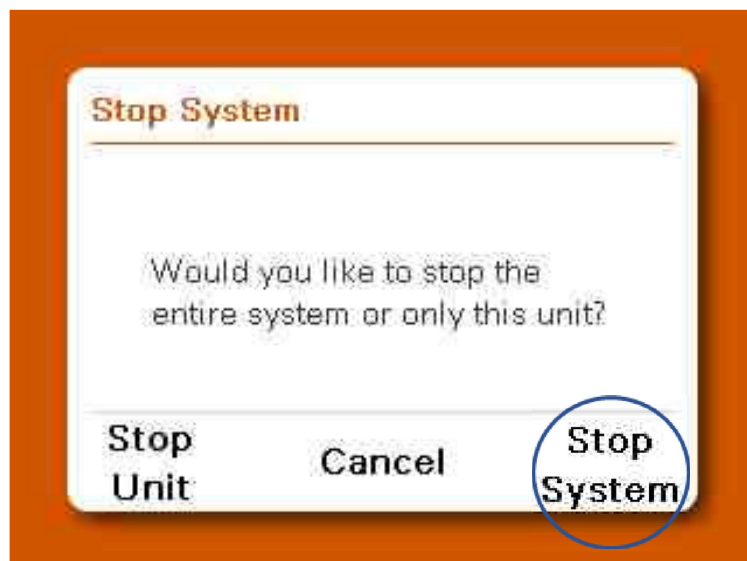 Stop System
Would you like to stop the
entire system or only this unit?
Stop
Unit
Cancel
Stop
System